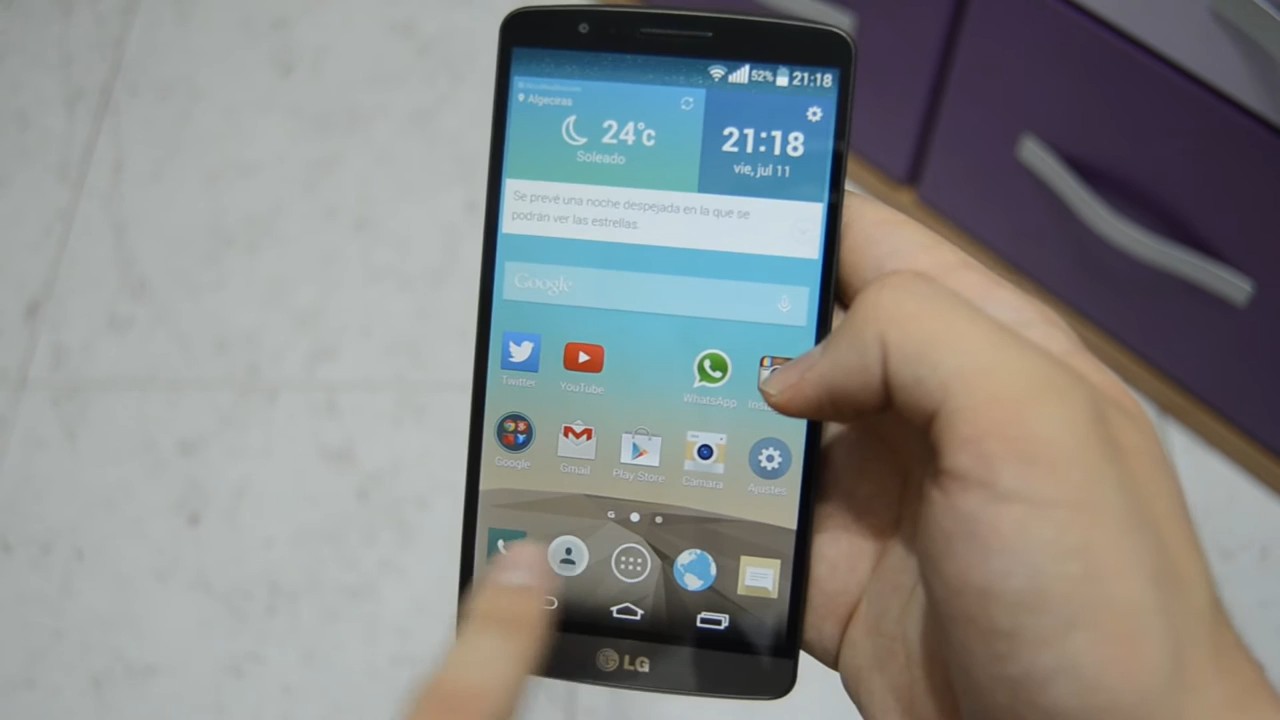 52% 21:18
Algeciras
24°c
Soleado
21:18
vie, jul 11
Se prevé una noche despejada en la que se
podrán ver las estrellas.
Google
Twitter
YouTube
WhatsApp
Google
Gmail
Play Store
Cámara
Ajustes
G
LG